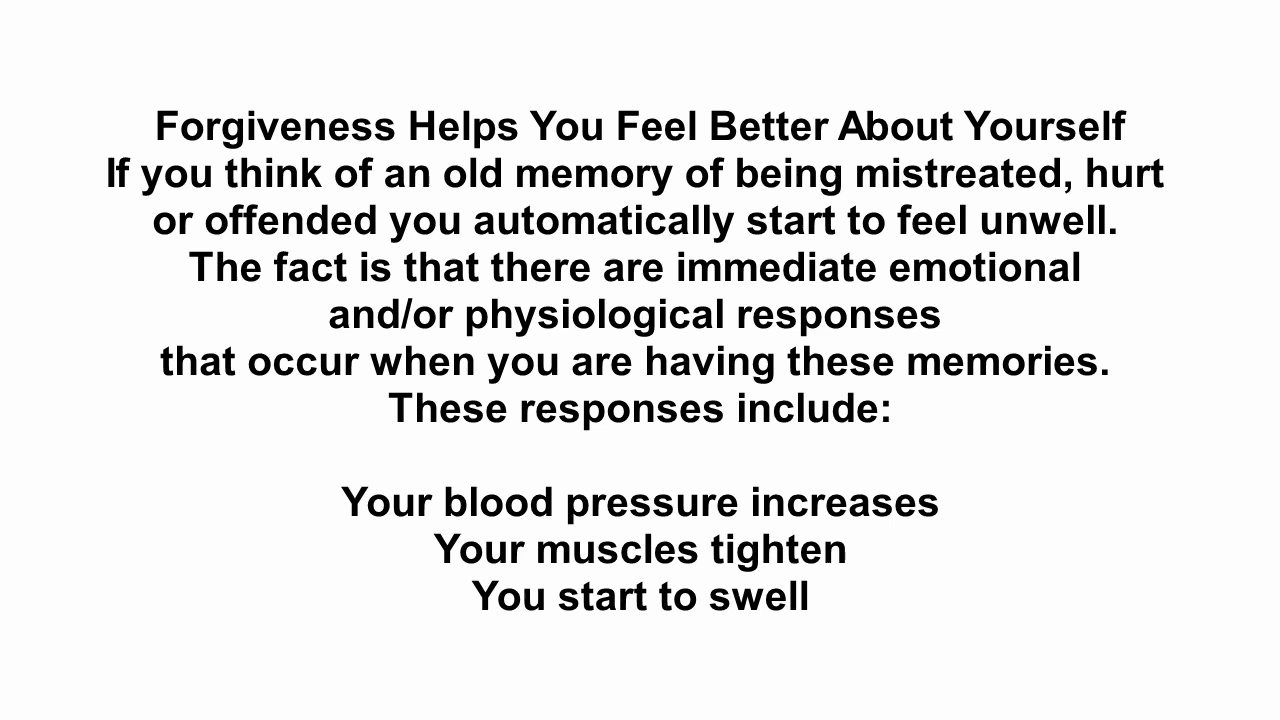 Forgiveness Helps You Feel Better About Yourself
If you think of an old memory of being mistreated, hurt
or offended you automatically start to feel unwell.
The fact is that there are immediate emotional
and/or physiological responses
that occur when you are having these memories.
These responses include:
Your blood pressure increases
Your muscles tighten
You start to swell